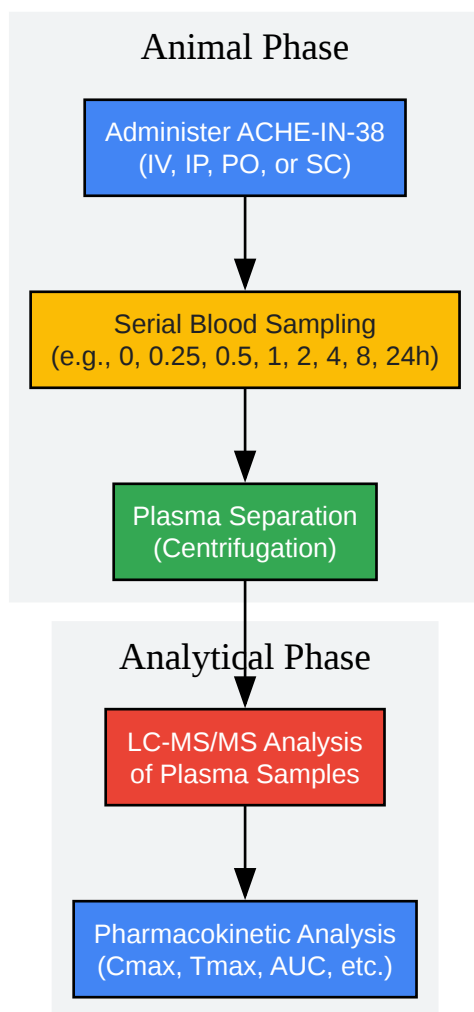 Animal Phase
Administer ACHE-IN-38
(IV, IP, PO, or SC)
Serial Blood Sampling
(e.g., 0, 0.25, 0.5, 1, 2, 4, 8, 24h)
Plasma Separation
(Centrifugation)
Analytical Phase
LC-MS/MS Analysis
of Plasma Samples
Pharmacokinetic Analysis
(Cmax, Tmax, AUC, etc.)